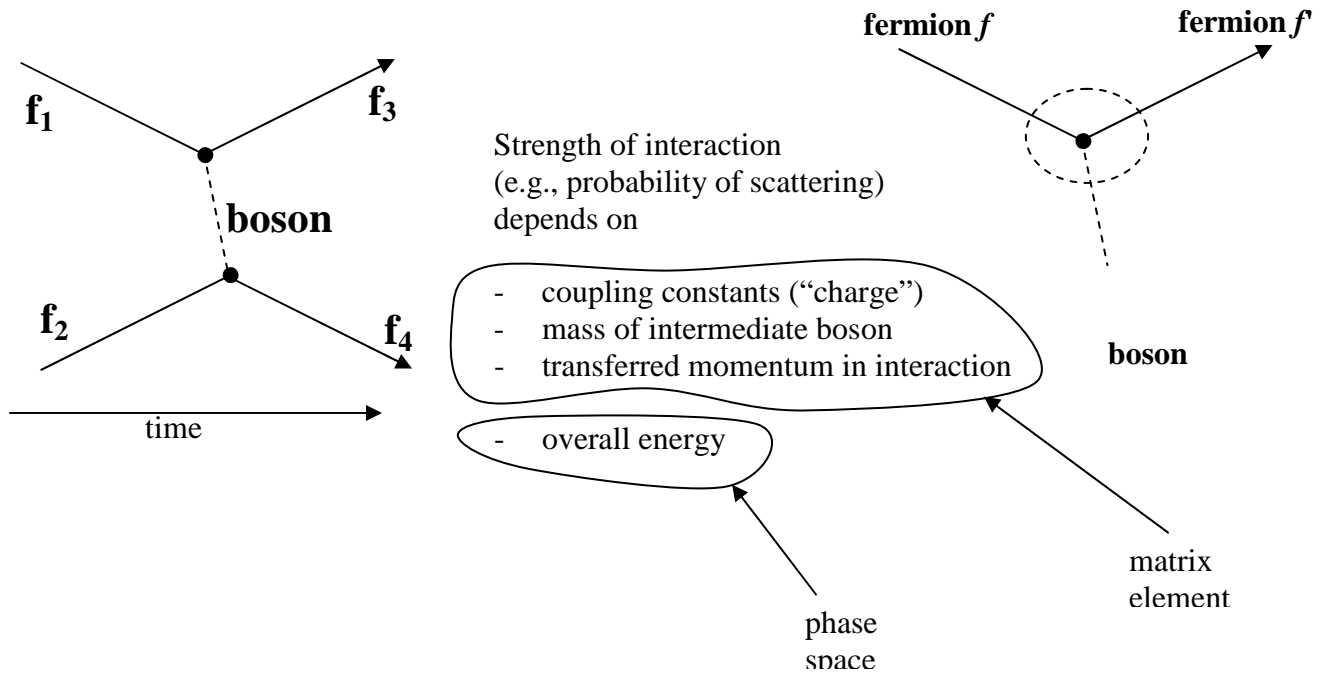 fermion f
fermion f'
f1
f3
Strength of interaction
(e.g., probability of scattering)
depends on
boson
- coupling constants (“charge”)
- mass of intermediate boson
- transferred momentum in interaction
f2
f4
boson
time
- overall energy
matrix
element
phase
space